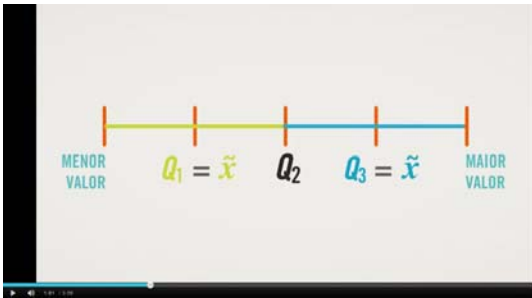 MENOR
VALOR
Q₁ = x̃
Q₂
Q₃ = x̃
MAIOR
VALOR